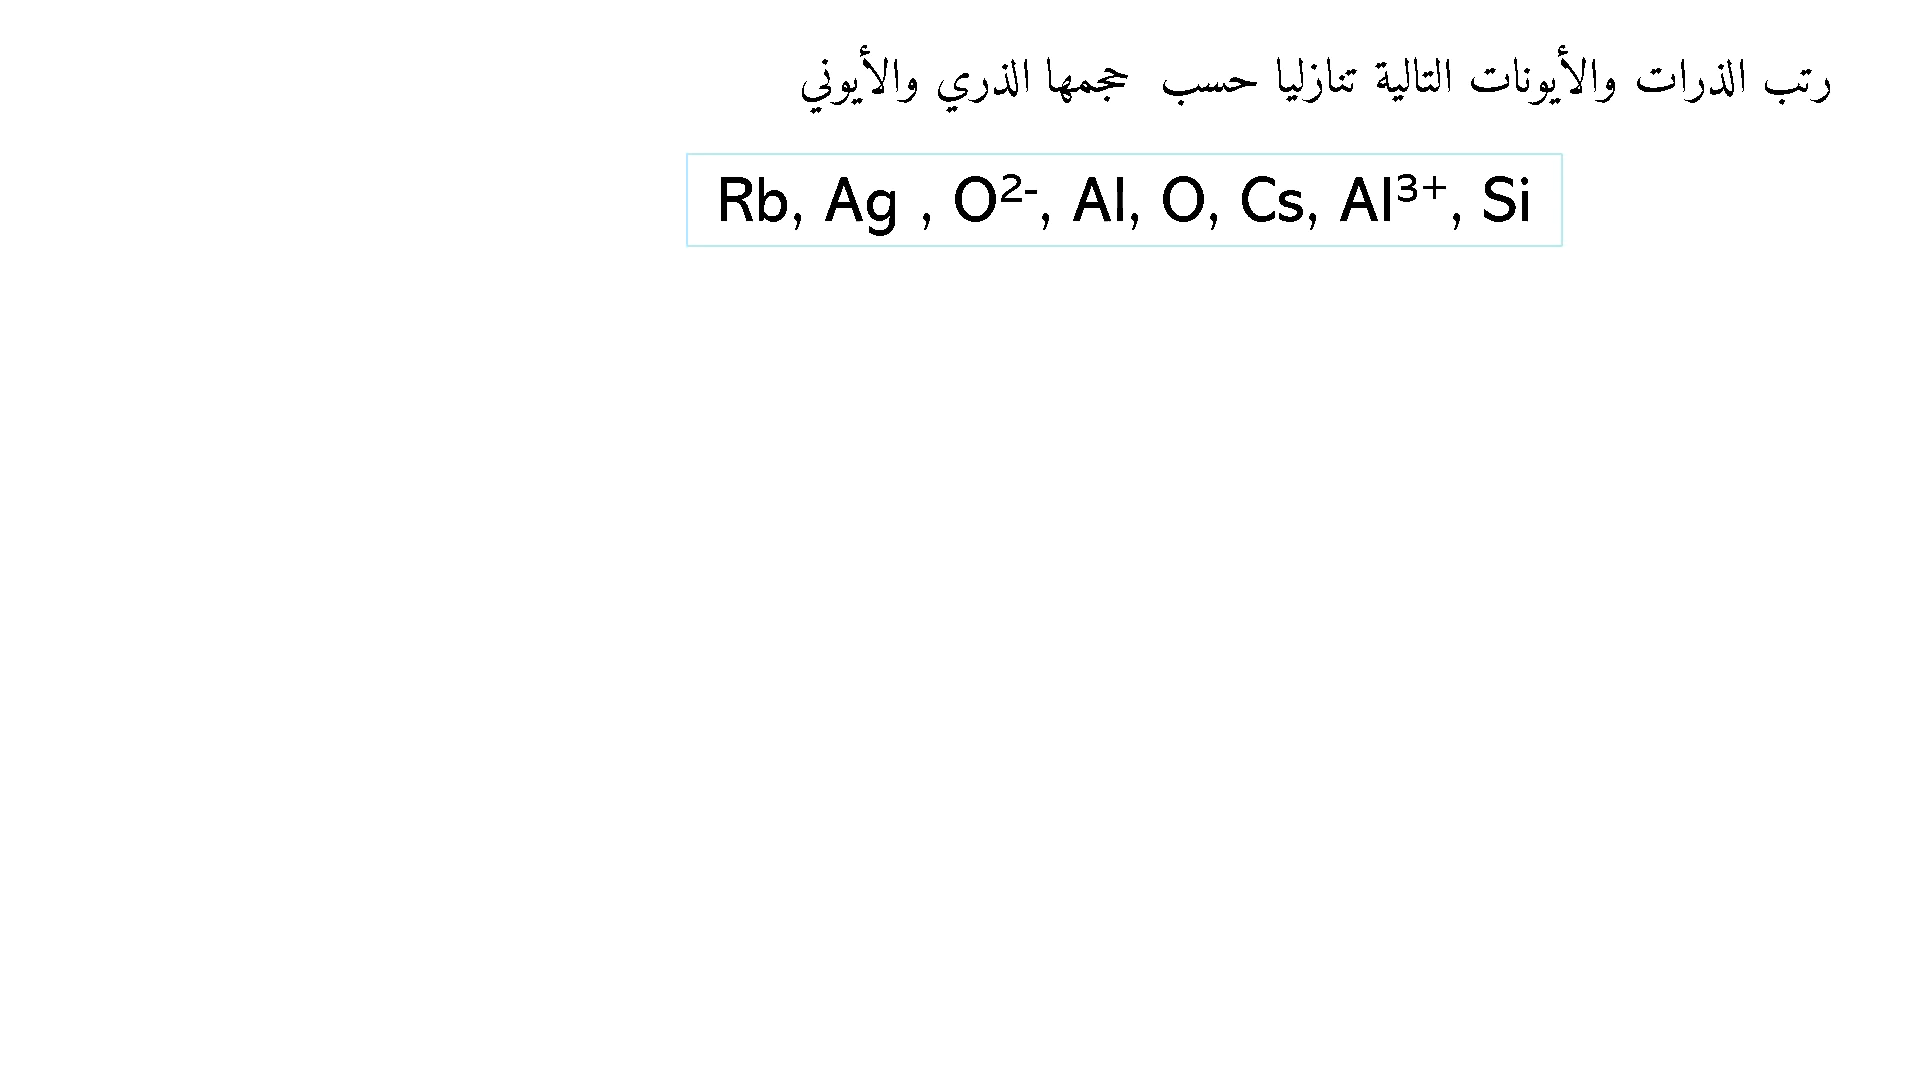 رتب الذرات والأيونات التالية تنازليا حسب حجمها الذري والأيوني
Rb, Ag , O²⁻, Al, O, Cs, Al³⁺, Si